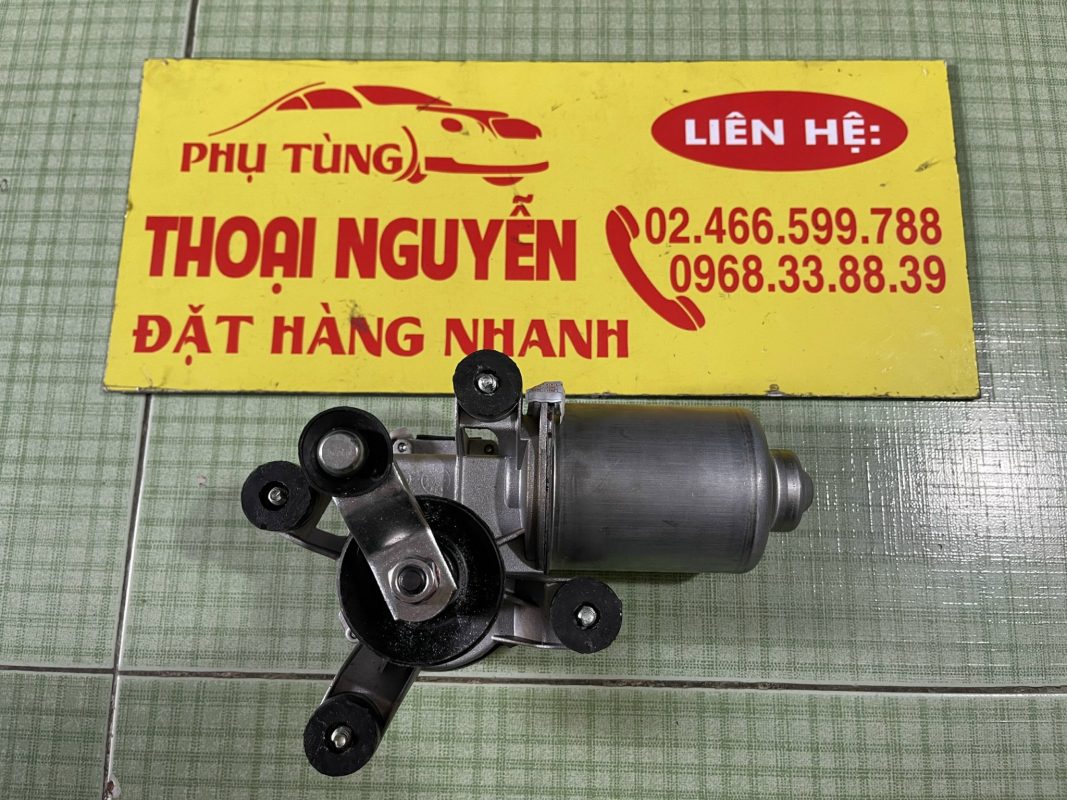 PHỤ TÙNG
THOẠI NGUYỄN
ĐẶT HÀNG NHANH
LIÊN HỆ:
02.466.599.788
0968.33.88.39